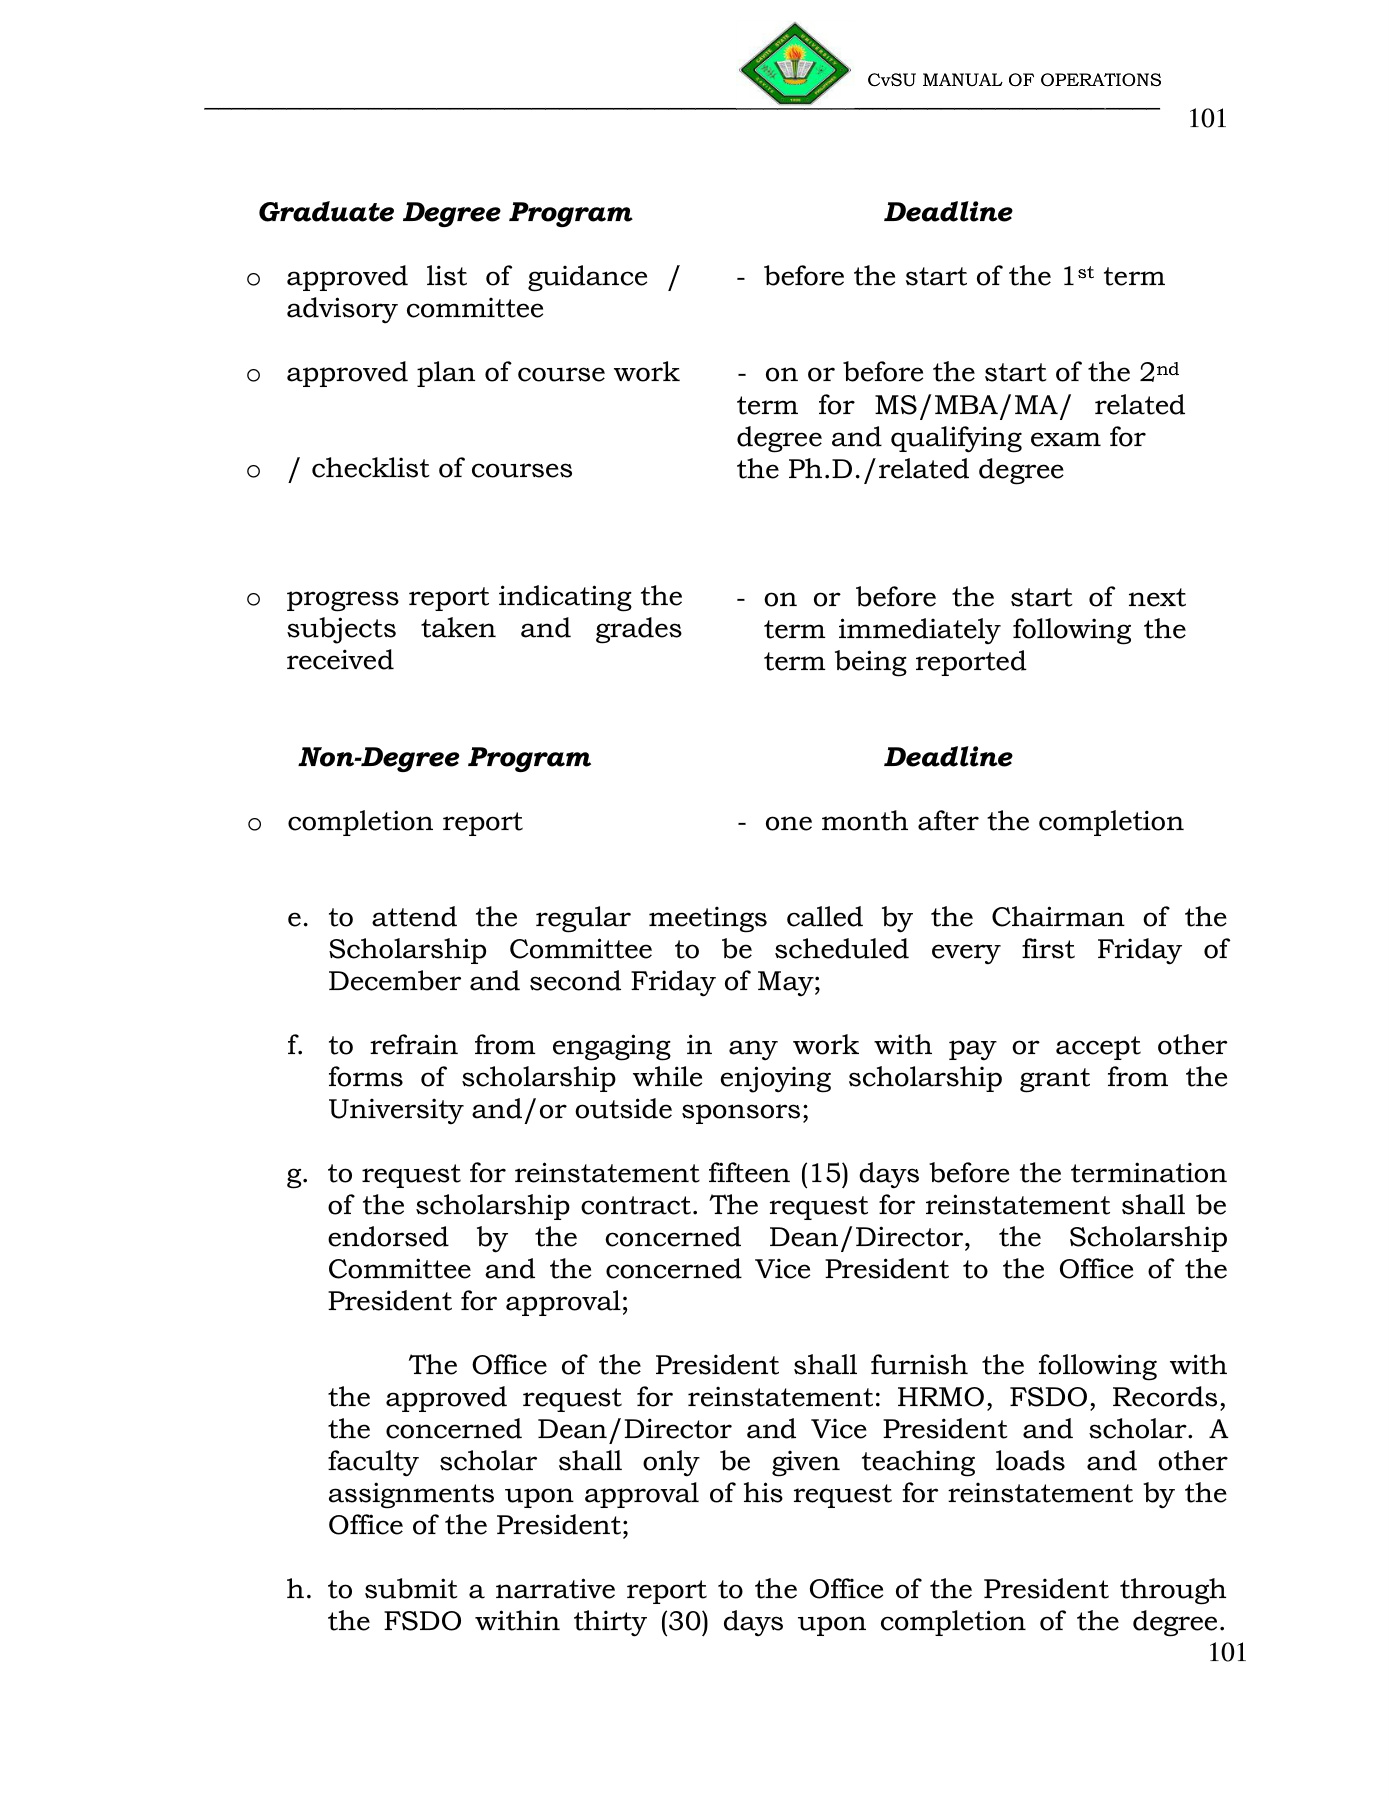 CvSU MANUAL OF OPERATIONS
101
Graduate Degree Program Deadline
o approved list of guidance / - before the start of the 1st term
advisory committee
o approved plan of course work - on or before the start of the 2nd
term for MS/MBA/MA/ related
degree and qualifying exam for
o / checklist of courses the Ph.D./related degree
o progress report indicating the - on or before the start of next
subjects taken and grades term immediately following the
received term being reported
Non-Degree Program Deadline
o completion report - one month after the completion
e. to attend the regular meetings called by the Chairman of the
Scholarship Committee to be scheduled every first Friday of
December and second Friday of May;
f. to refrain from engaging in any work with pay or accept other
forms of scholarship while enjoying scholarship grant from the
University and/or outside sponsors;
g. to request for reinstatement fifteen (15) days before the termination
of the scholarship contract. The request for reinstatement shall be
endorsed by the concerned Dean/Director, the Scholarship
Committee and the concerned Vice President to the Office of the
President for approval;
The Office of the President shall furnish the following with
the approved request for reinstatement: HRMO, FSDO, Records,
the concerned Dean/Director and Vice President and scholar. A
faculty scholar shall only be given teaching loads and other
assignments upon approval of his request for reinstatement by the
Office of the President;
h. to submit a narrative report to the Office of the President through
the FSDO within thirty (30) days upon completion of the degree.
101